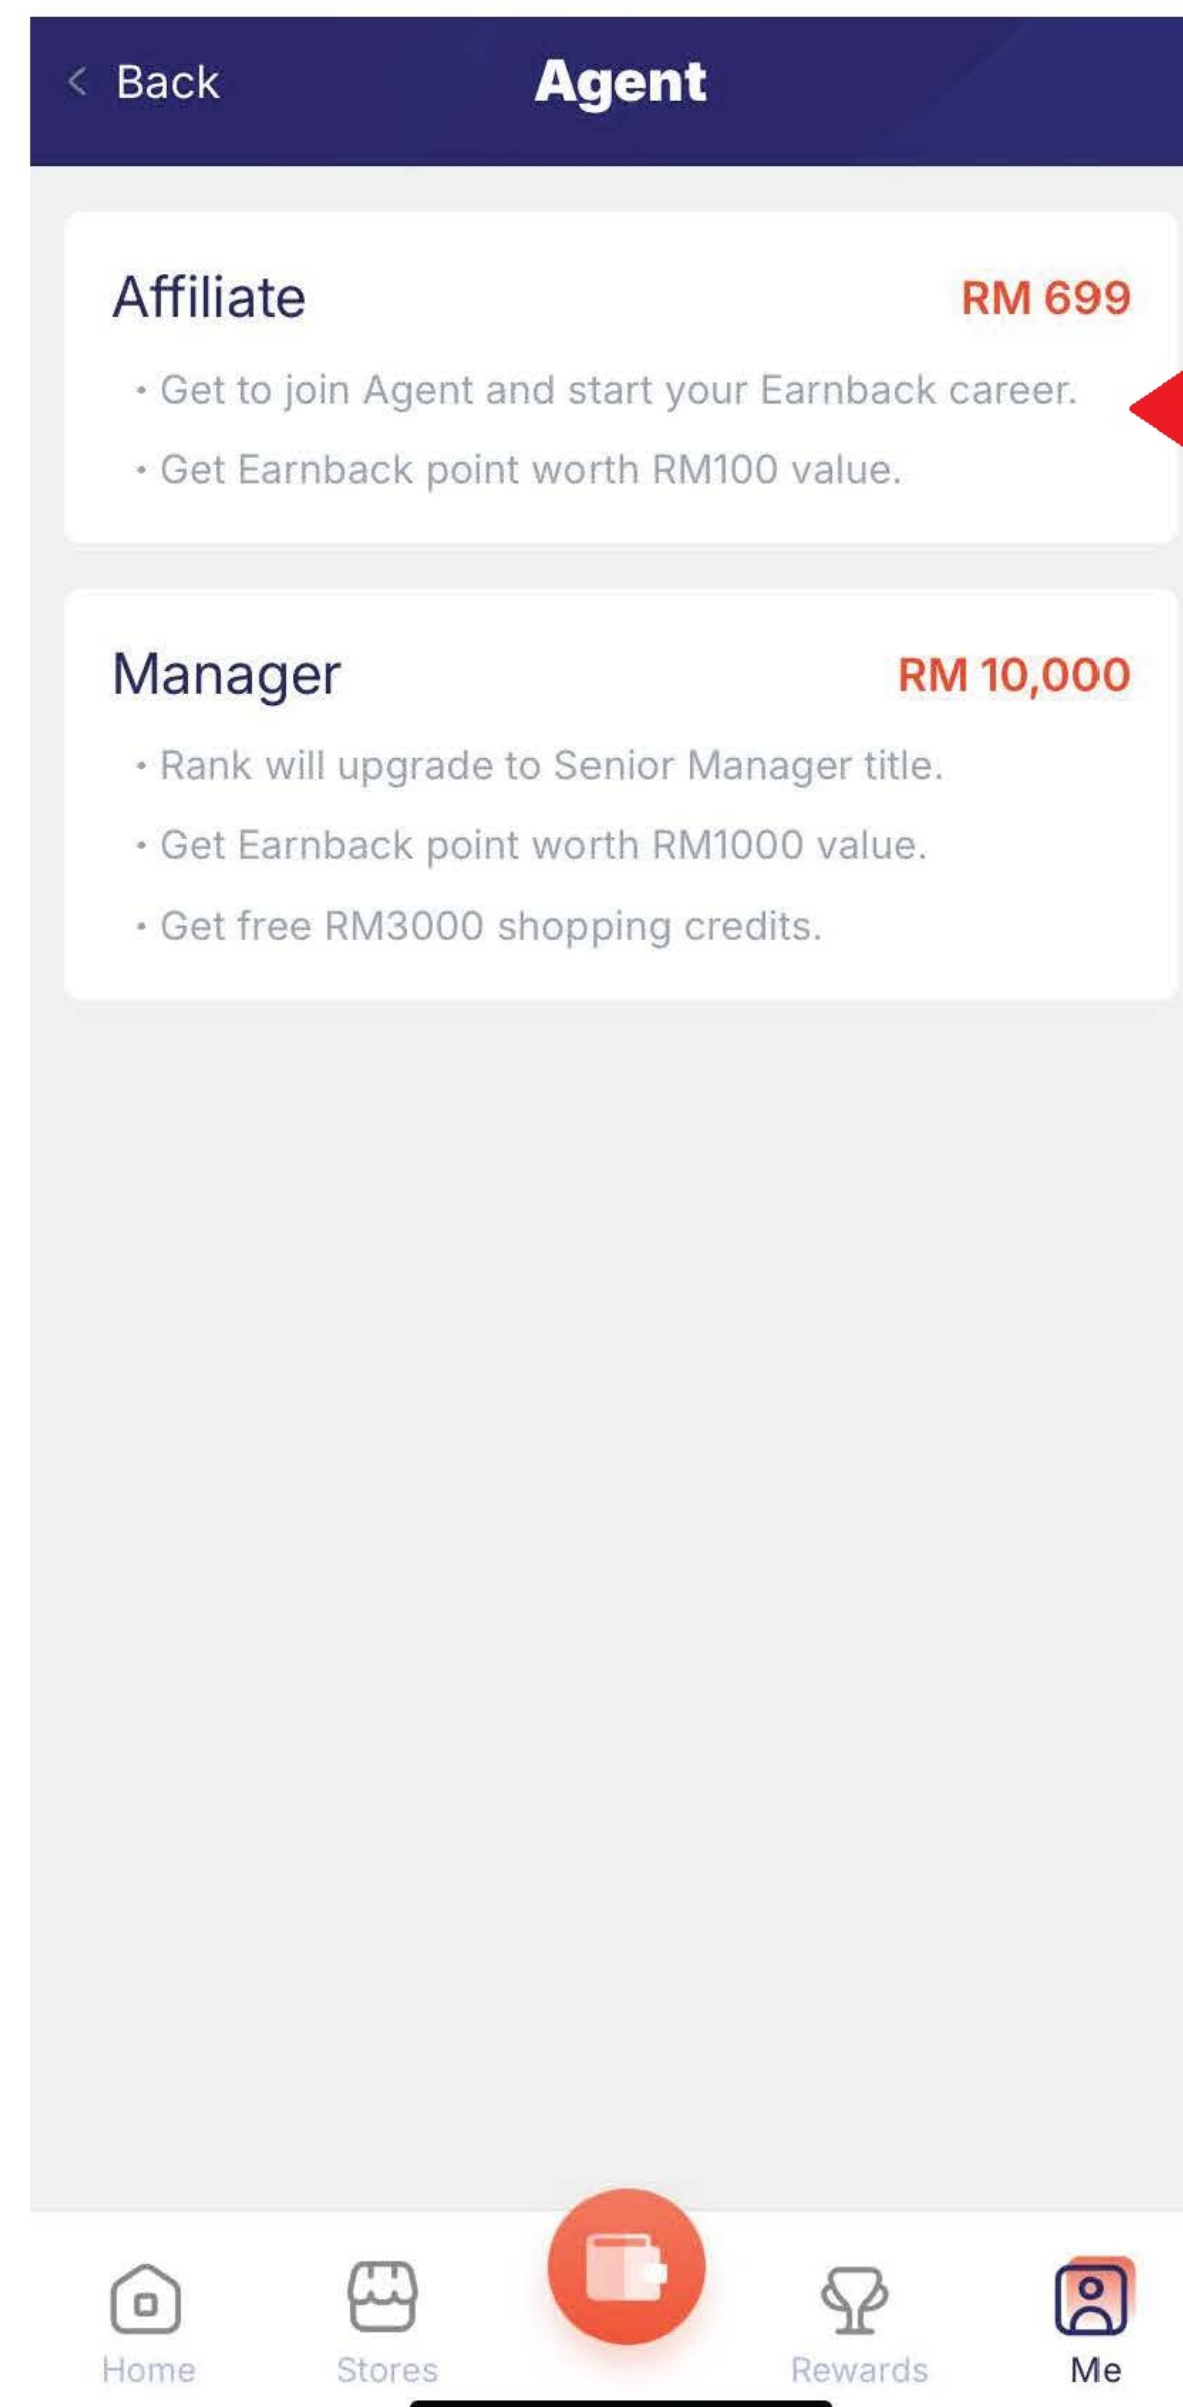 Back
Agent
Affiliate
RM 699
• Get to join Agent and start your Earnback career.
• Get Earnback point worth RM100 value.
Manager
RM 10,000
• Rank will upgrade to Senior Manager title.
• Get Earnback point worth RM1000 value.
• Get free RM3000 shopping credits.
Home
Stores
Rewards
Me